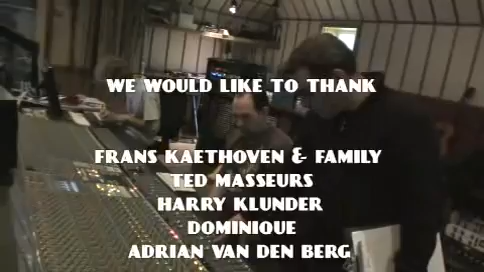 WE WOULD LIKE TO THANK
FRANS KAETHOVEN & FAMILY
TED MASSEURS
HARRY KLUNDER
DOMINIQUE
ADRIAN VAN DEN BERG